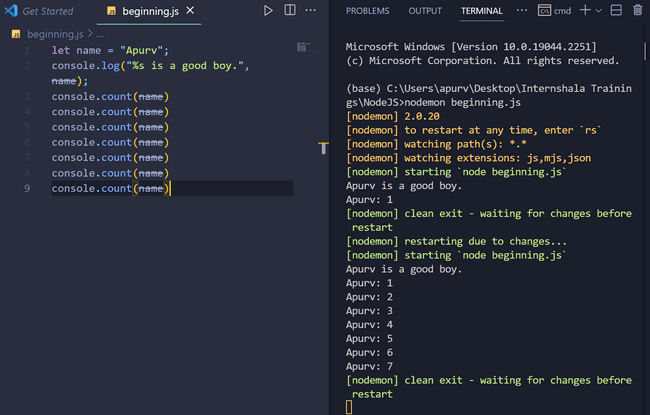 Get Started
beginning.js
beginning.js > ...
1 let name = "Apurv";
2 console.log("%s is a good boy.",
name);
3 console.count(name)
4 console.count(name)
5 console.count(name)
6 console.count(name)
7 console.count(name)
8 console.count(name)
9 console.count(name)
PROBLEMS OUTPUT TERMINAL ... cmd
Microsoft Windows [Version 10.0.19044.2251]
(c) Microsoft Corporation. All rights reserved.
(base) C:\Users\apurv\Desktop\Internshala Trainin
gs\NodeJS>nodemon beginning.js
[nodemon] 2.0.20
[nodemon] to restart at any time, enter `rs`
[nodemon] watching path(s): *.*
[nodemon] watching extensions: js,mjs,json
[nodemon] starting `node beginning.js`
Apurv is a good boy.
Apurv: 1
[nodemon] clean exit - waiting for changes before
restart
[nodemon] restarting due to changes...
[nodemon] starting `node beginning.js`
Apurv is a good boy.
Apurv: 1
Apurv: 2
Apurv: 3
Apurv: 4
Apurv: 5
Apurv: 6
Apurv: 7
[nodemon] clean exit - waiting for changes before
restart